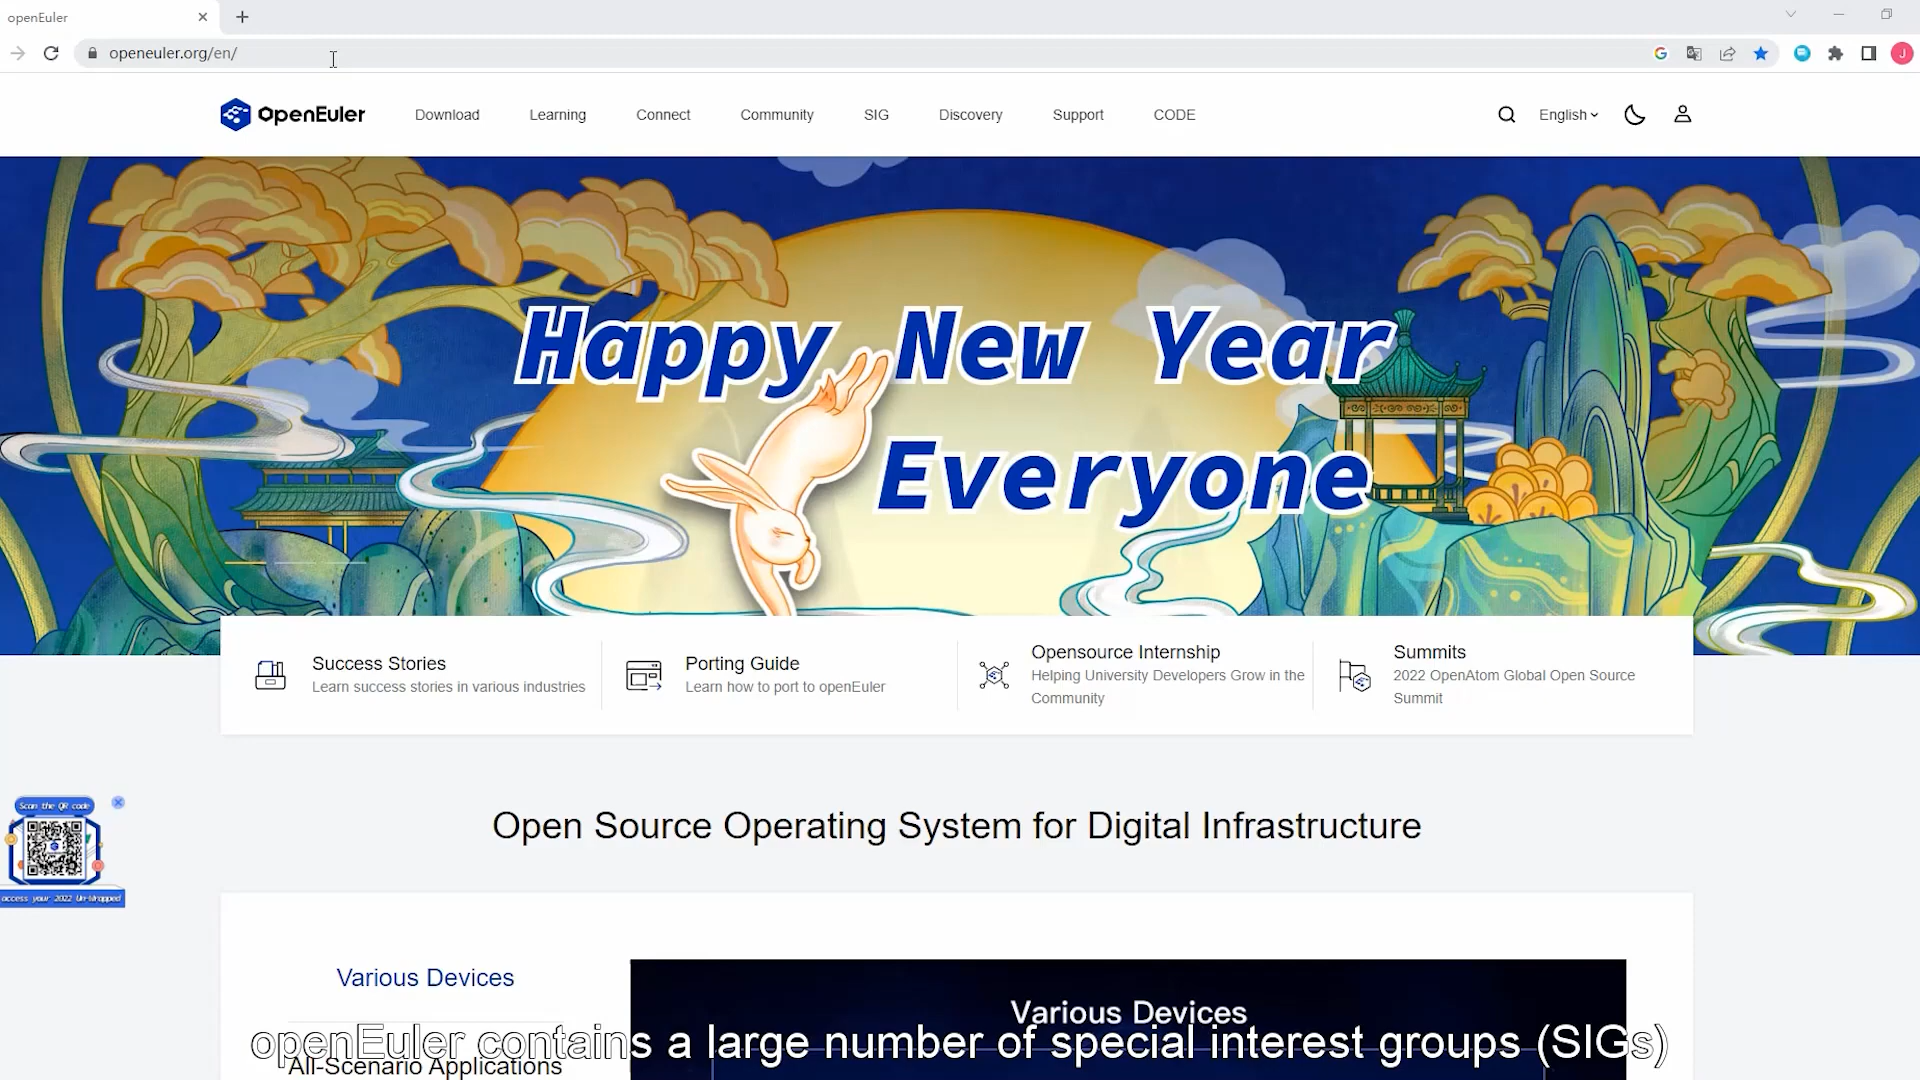 openEuler
openeuler.org/en/
J
OpenEuler
Download
Learning
Connect
Community
SIG
Discovery
Support
CODE
English
Happy New Year
Everyone
Success Stories
Learn success stories in various industries
Porting Guide
Learn how to port to openEuler
Opensource Internship
Helping University Developers Grow in the
Community
Summits
2022 OpenAtom Global Open Source
Summit
Scan the QR code
access your 2022 Un-Wrapped
Open Source Operating System for Digital Infrastructure
Various Devices
Various Devices
openEuler contains a large number of special interest groups (SIGs)
All-Scenario Applications